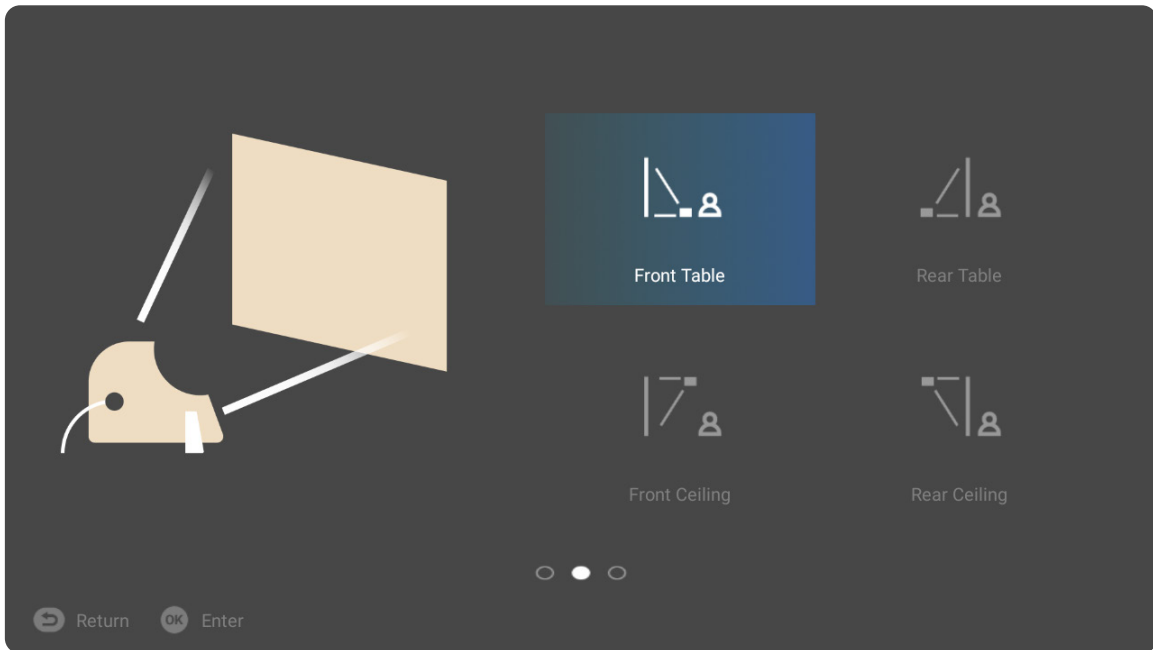 Front Table
Rear Table
Front Ceiling
Rear Ceiling
Return
OK
Enter